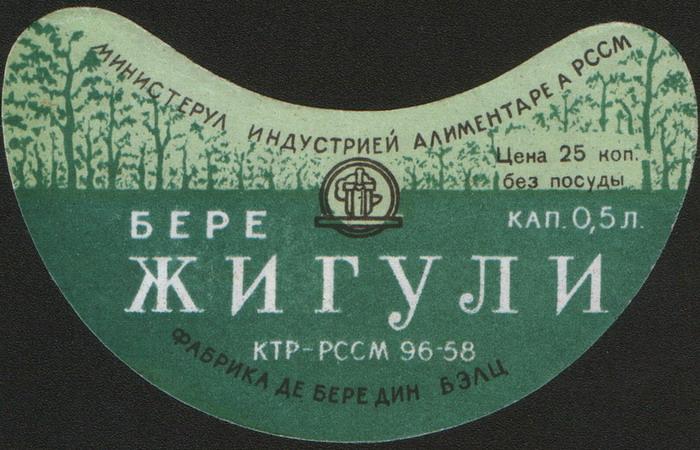 МИНИСТЕРУЛ ИНДУСТРИЕЙ АЛИМЕНТАРЕ А РССМ
Цена 25 коп.
без посуды
БЕРЕ
КАП. 0,5 Л.
ЖИГУЛИ
КТР-РССМ 96-58
ФАБРИКА ДЕ БЕРЕ ДИН БЭЛЦ